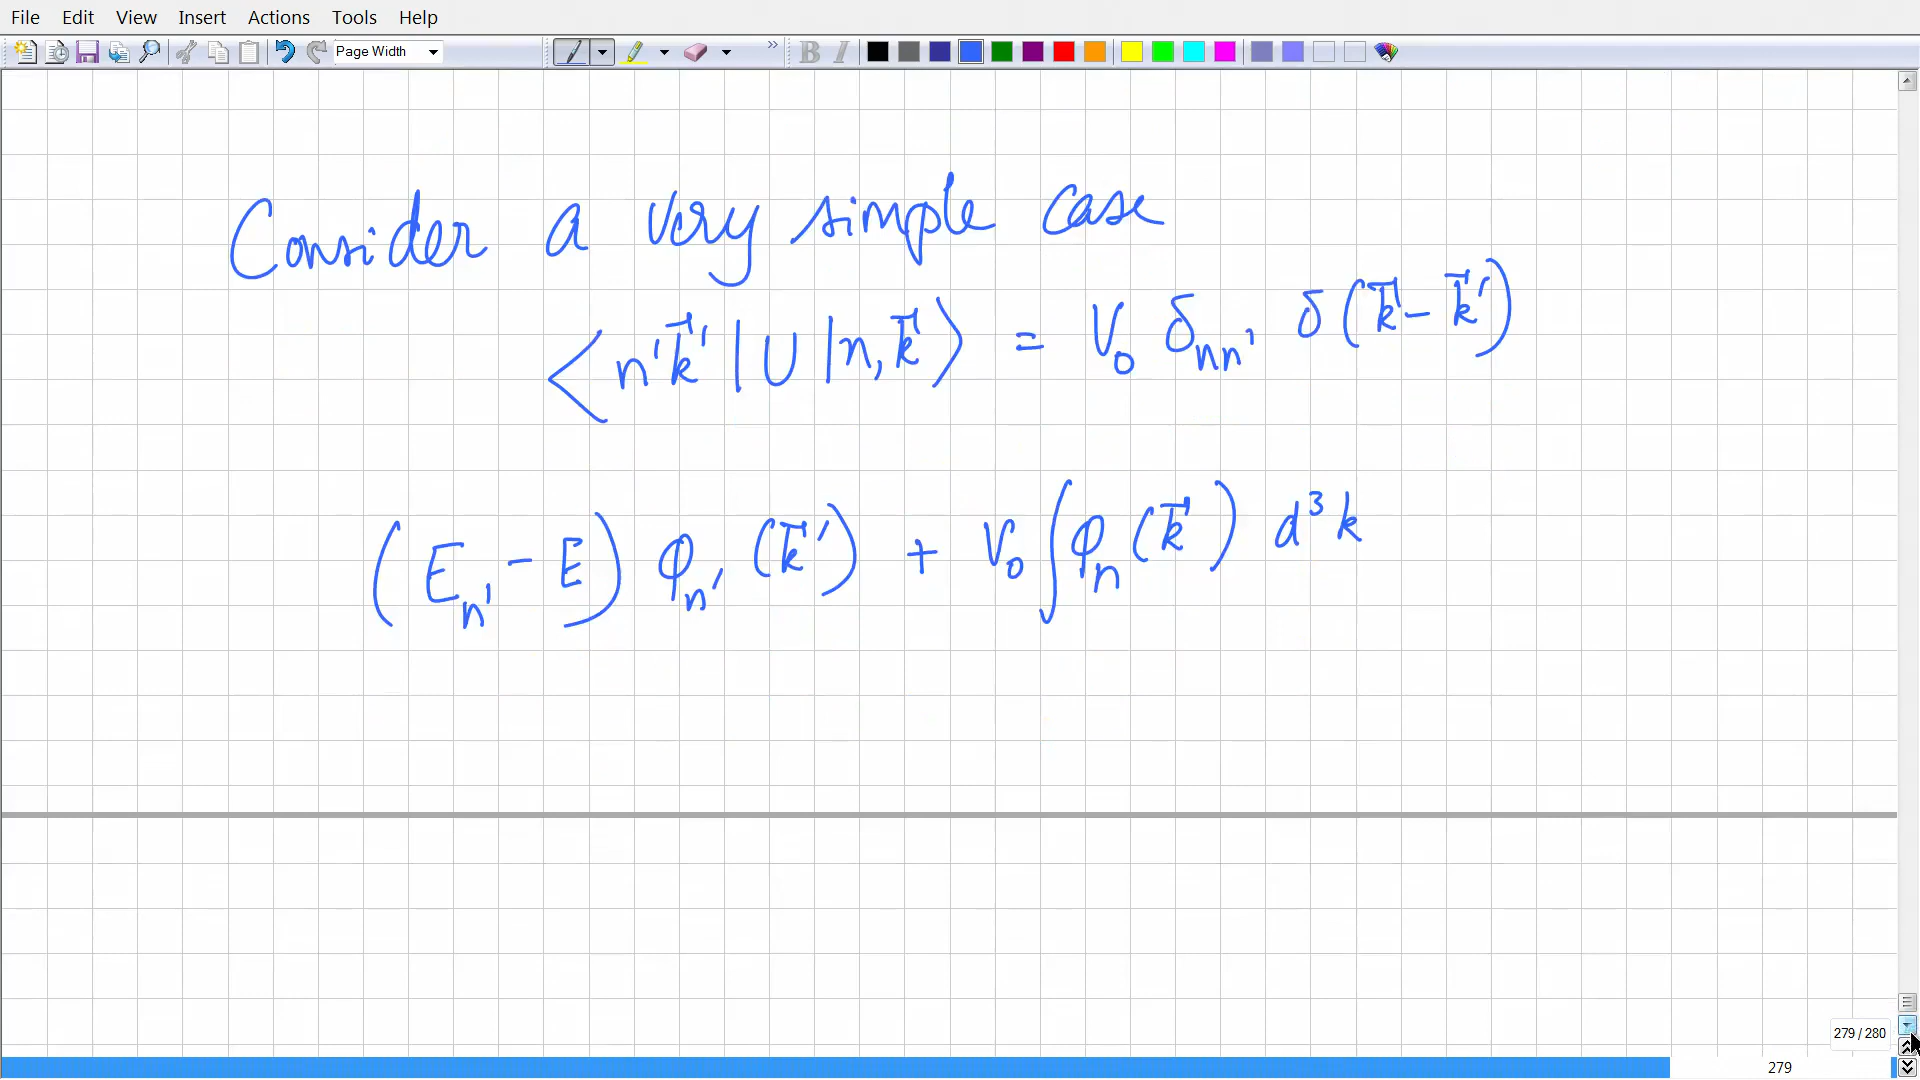 File Edit View Insert Actions Tools Help
Page Width
Consider a very simple case
⟨n'k⃗'|U|n,k⃗⟩ = V₀ δₙₙ' δ(k⃗-k⃗')
(Eₙ' - E) φₙ'(k⃗') + V₀∫φₙ(k⃗) d³k
279 / 280
279